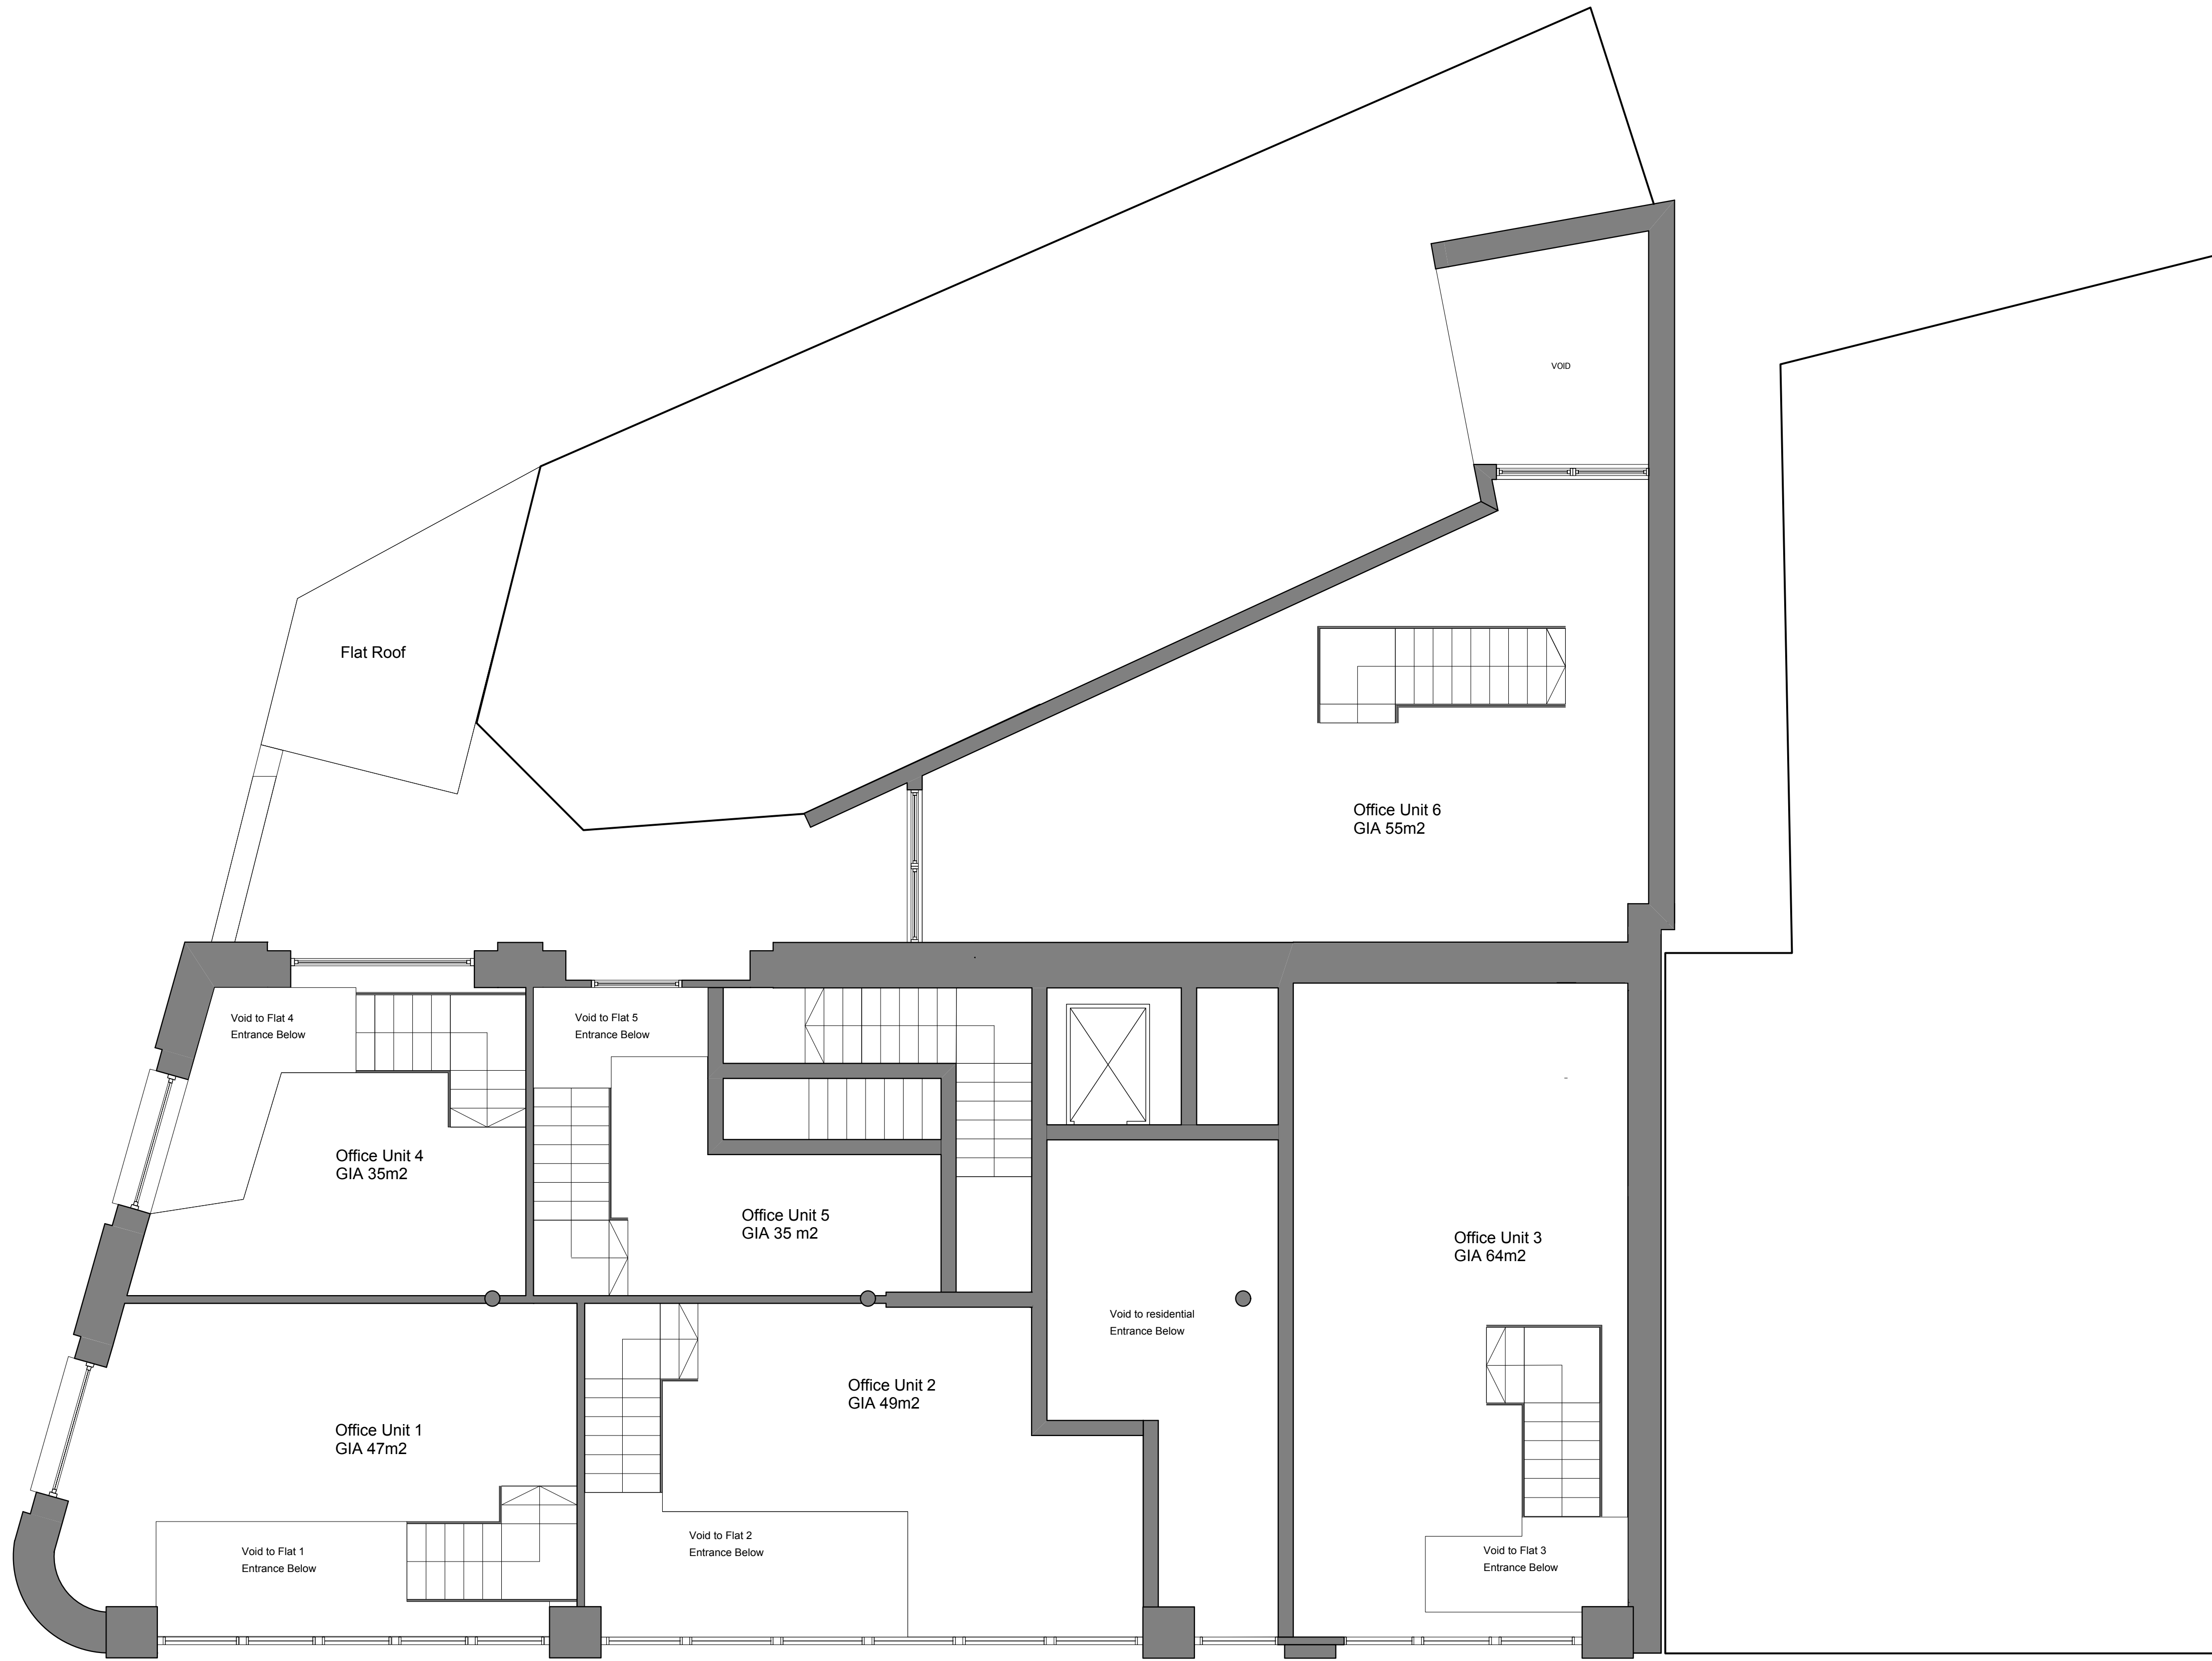 VOID
Flat Roof
Office Unit 6
GIA 55m2
Void to Flat 4
Entrance Below
Void to Flat 5
Entrance Below
Office Unit 4
GIA 35m2
Office Unit 5
GIA 35 m2
Office Unit 3
GIA 64m2
Void to residential
Entrance Below
Office Unit 2
GIA 49m2
Office Unit 1
GIA 47m2
Void to Flat 1
Entrance Below
Void to Flat 2
Entrance Below
Void to Flat 3
Entrance Below